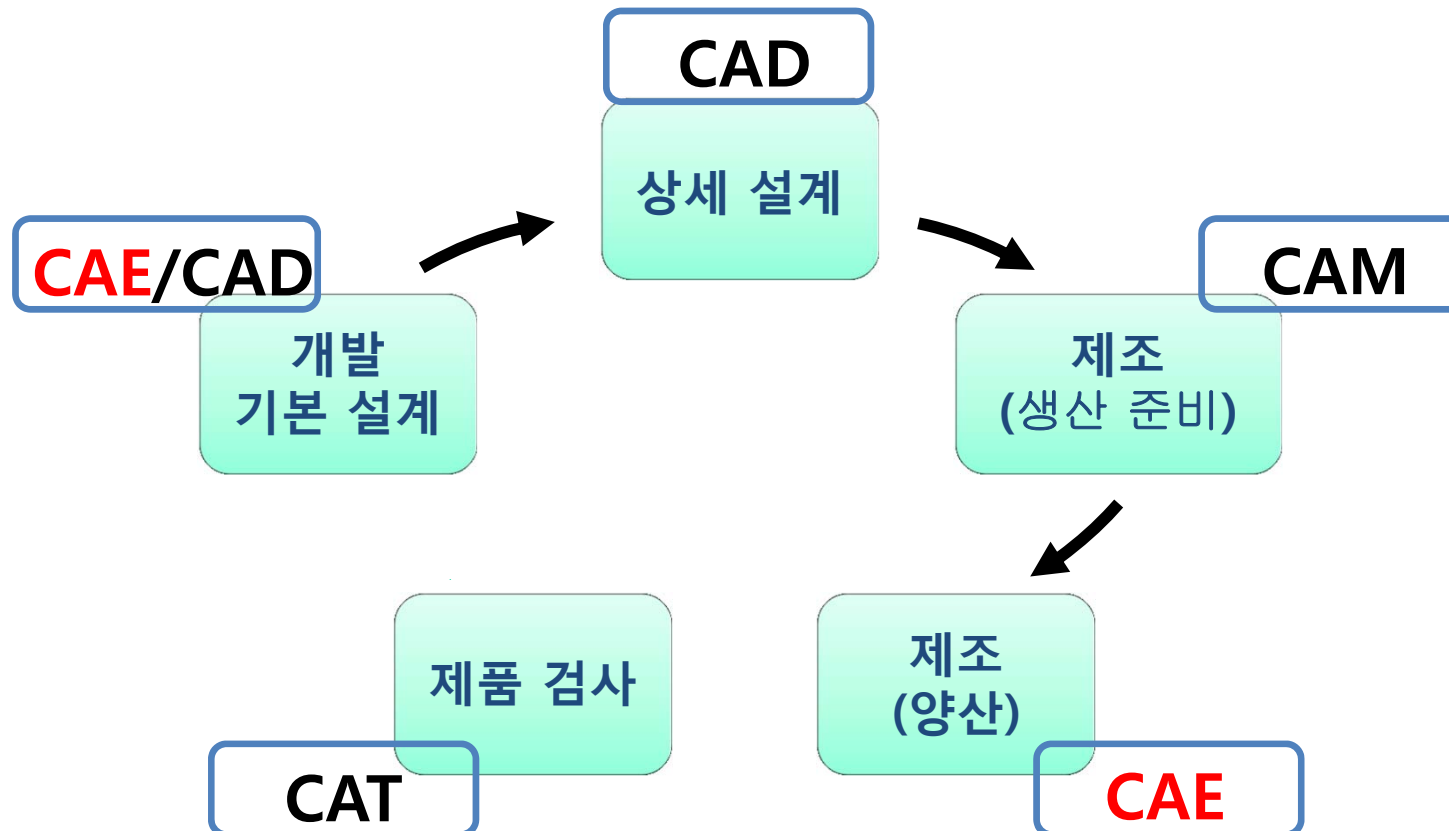 CAD
상세 설계
CAE/CAD
개발
기본 설계
CAM
제조
(생산 준비)
제품 검사
CAT
제조
(양산)
CAE